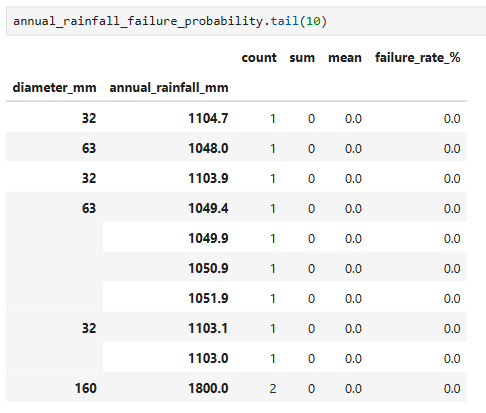 annual_rainfall_failure_probability.tail(10)
count sum mean failure_rate_%
diameter_mm annual_rainfall_mm
32 1104.7 1 0 0.0 0.0
63 1048.0 1 0 0.0 0.0
32 1103.9 1 0 0.0 0.0
63 1049.4 1 0 0.0 0.0
1049.9 1 0 0.0 0.0
1050.9 1 0 0.0 0.0
1051.9 1 0 0.0 0.0
32 1103.1 1 0 0.0 0.0
1103.0 1 0 0.0 0.0
160 1800.0 2 0 0.0 0.0